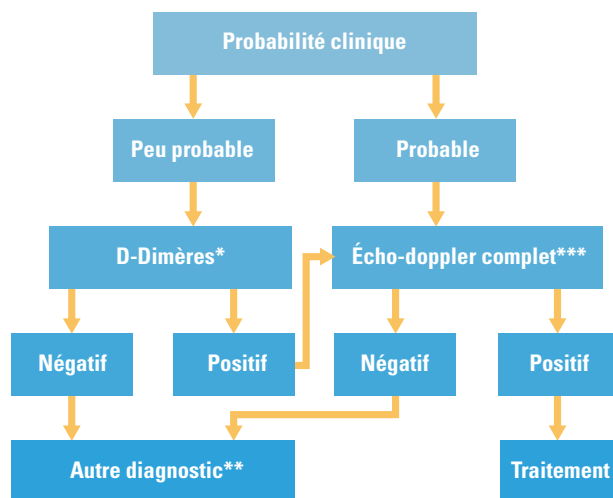 Probabilité clinique
Peu probable
Probable
D-Dimères*
Écho-doppler complet***
Négatif
Positif
Négatif
Positif
Autre diagnostic**
Traitement